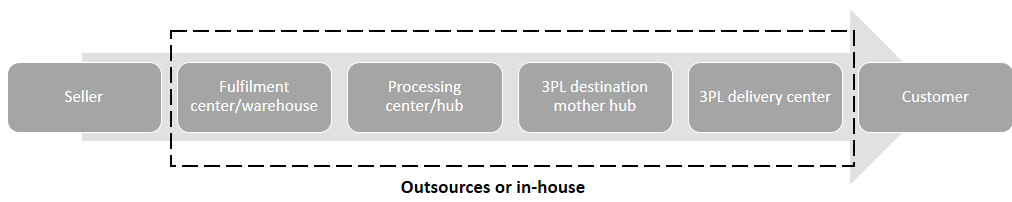 Seller
Fulfilment
center/warehouse
Processing
center/hub
3PL destination
mother hub
3PL delivery center
Customer
Outsources or in-house